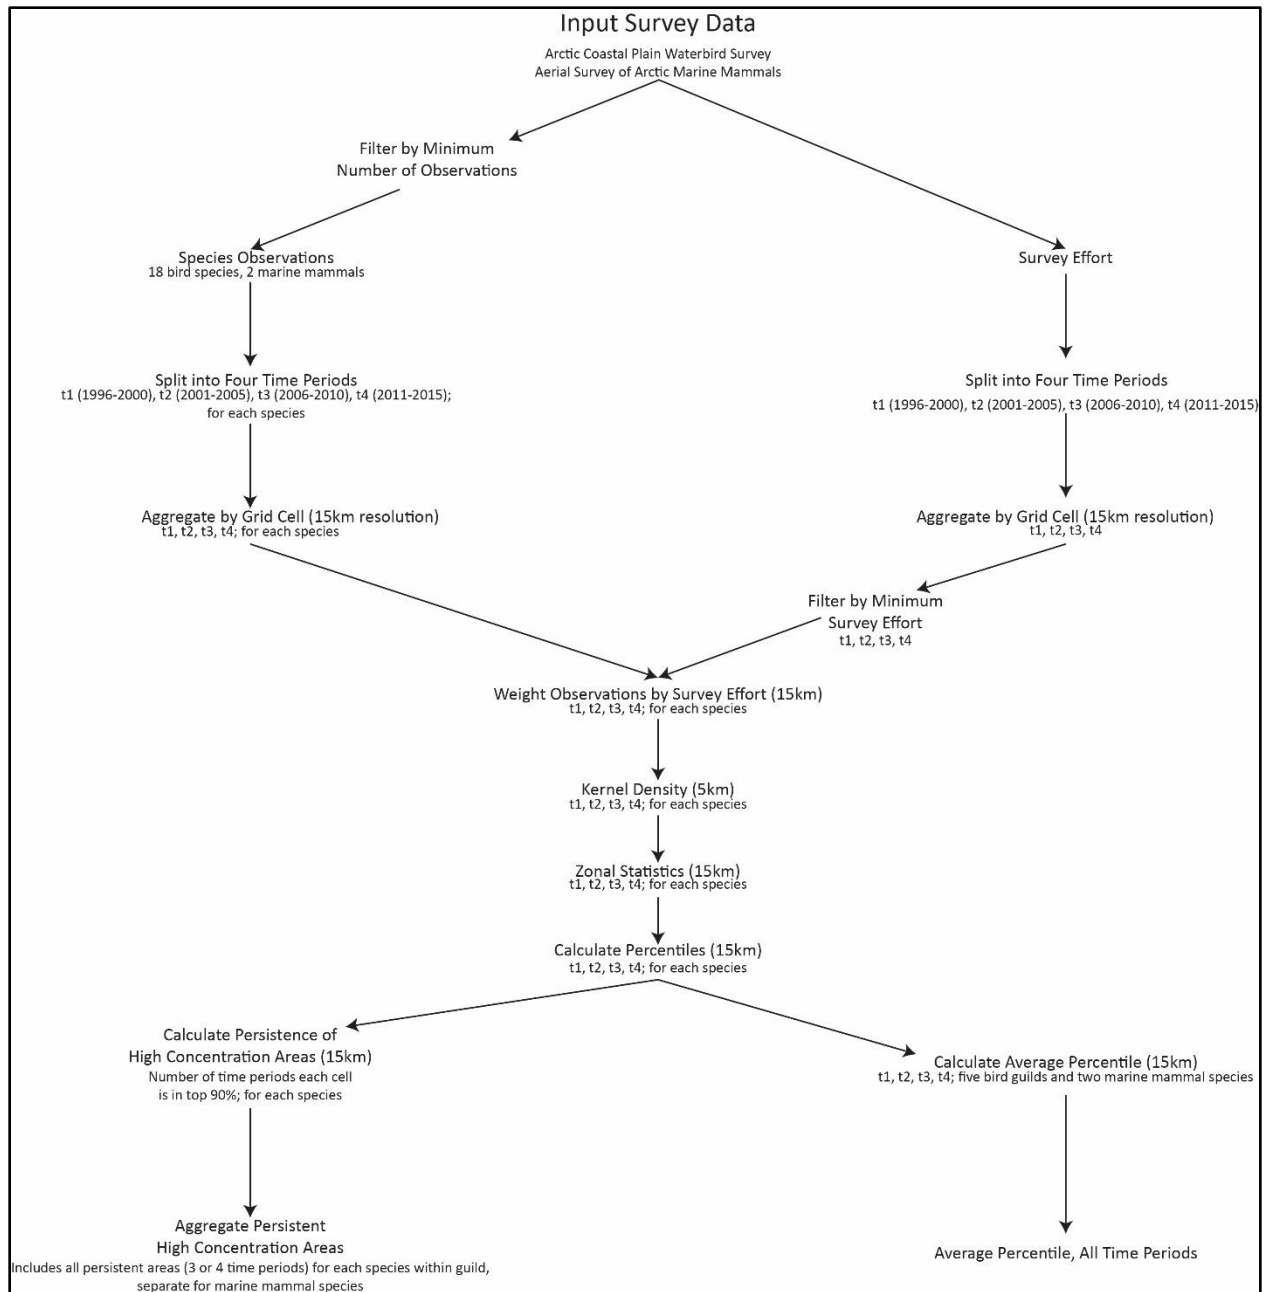 Input Survey Data
Arctic Coastal Plain Waterbird Survey
Aerial Survey of Arctic Marine Mammals
Filter by Minimum
Number of Observations
Species Observations
18 bird species, 2 marine mammals
Survey Effort
Split into Four Time Periods
t1 (1996-2000), t2 (2001-2005), t3 (2006-2010), t4 (2011-2015);
for each species
Split into Four Time Periods
t1 (1996-2000), t2 (2001-2005), t3 (2006-2010), t4 (2011-2015)
Aggregate by Grid Cell (15km resolution)
t1, t2, t3, t4; for each species
Aggregate by Grid Cell (15km resolution)
t1, t2, t3, t4
Filter by Minimum
Survey Effort
t1, t2, t3, t4
Weight Observations by Survey Effort (15km)
t1, t2, t3, t4; for each species
Kernel Density (5km)
t1, t2, t3, t4; for each species
Zonal Statistics (15km)
t1, t2, t3, t4; for each species
Calculate Percentiles (15km)
t1, t2, t3, t4; for each species
Calculate Persistence of
High Concentration Areas (15km)
Number of time periods each cell
is in top 90%; for each species
Calculate Average Percentile (15km)
t1, t2, t3, t4; five bird guilds and two marine mammal species
Aggregate Persistent
High Concentration Areas
Includes all persistent areas (3 or 4 time periods) for each species within guild,
separate for marine mammal species
Average Percentile, All Time Periods